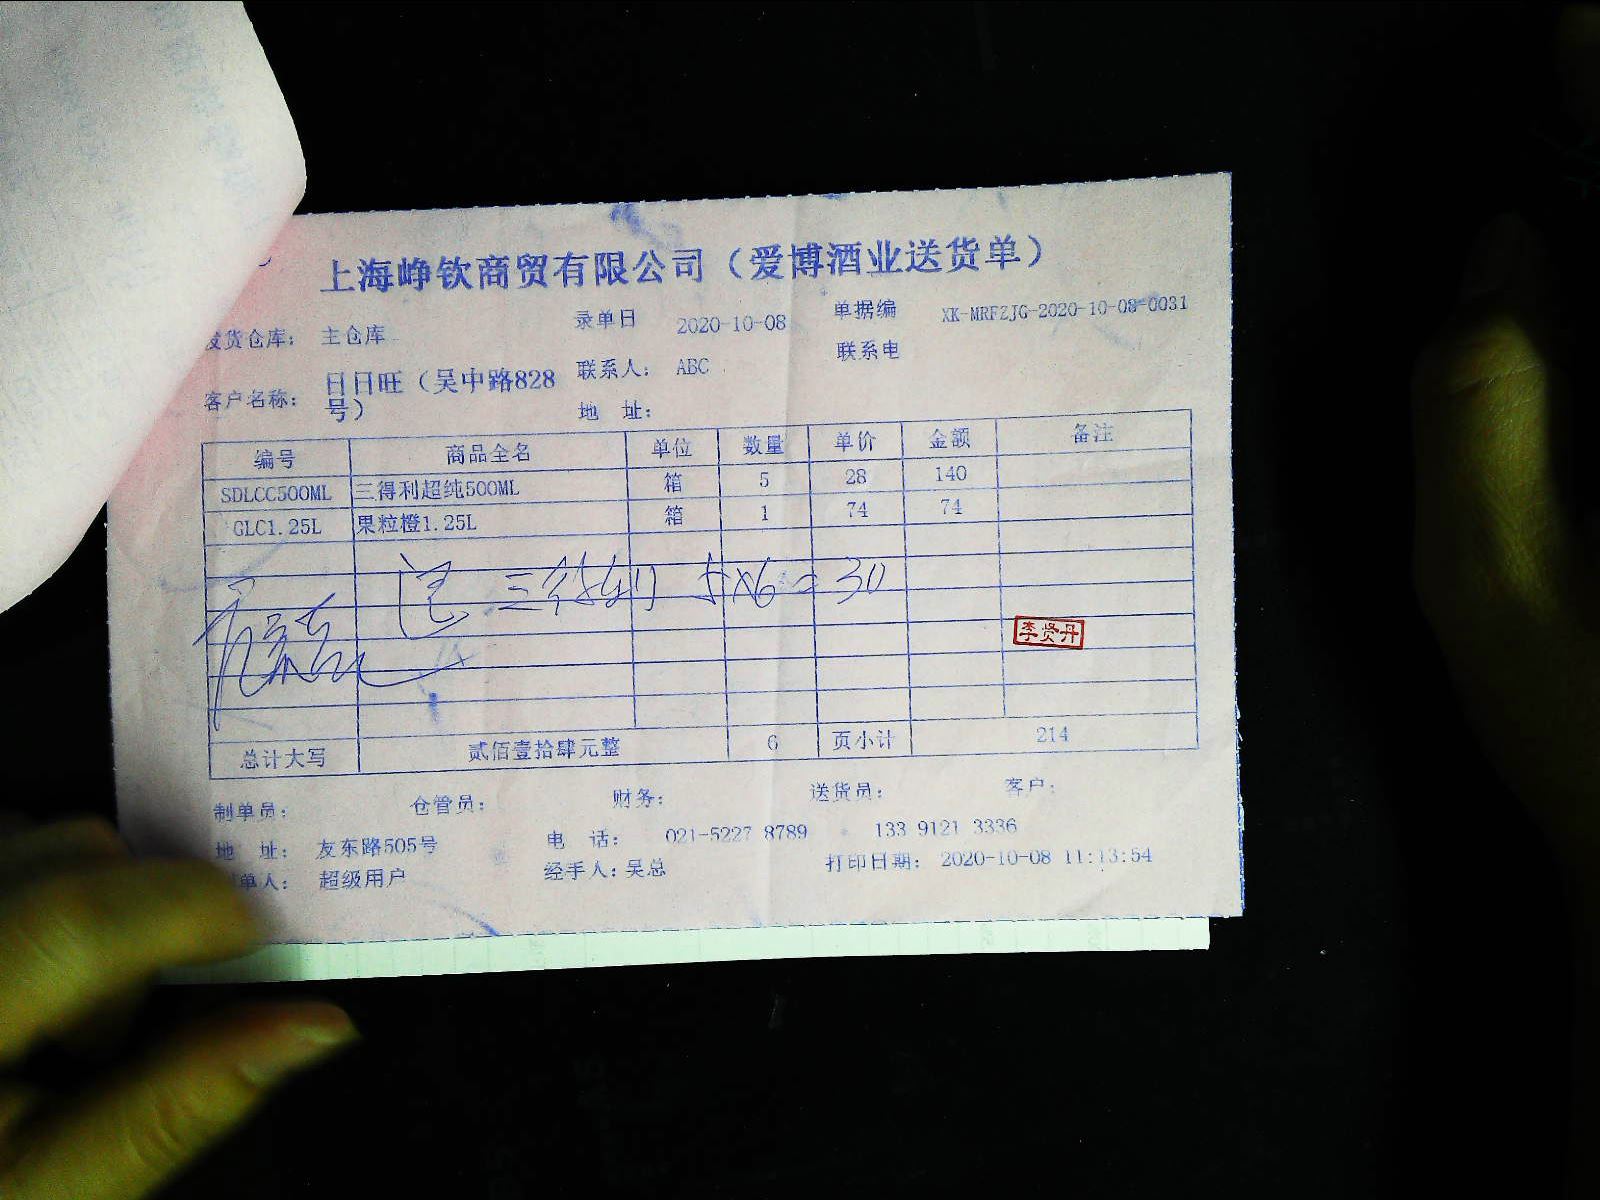 上海峥钦商贸有限公司（爱博酒业送货单）
发货仓库： 主仓库 录单日 2020-10-08 单据编 XK-MRFZJG-2020-10-08-0031
客户名称： 日日旺（吴中路828号） 联系人： ABC 联系电
地 址：
编号 商品全名 单位 数量 单价 金额 备注
SDLCC500ML 三得利超纯500ML 箱 5 28 140
GLC1.25L 果粒橙1.25L 箱 1 74 74
三得利 5×6=30
李贤丹
总计大写 贰佰壹拾肆元整 6 页小计 214
制单员： 仓管员： 财务： 送货员： 客户：
地 址： 友东路505号 电 话： 021-5227 8789 133 9121 3336
单人： 超级用户 经手人：吴总 打印日期： 2020-10-08 11:13:54